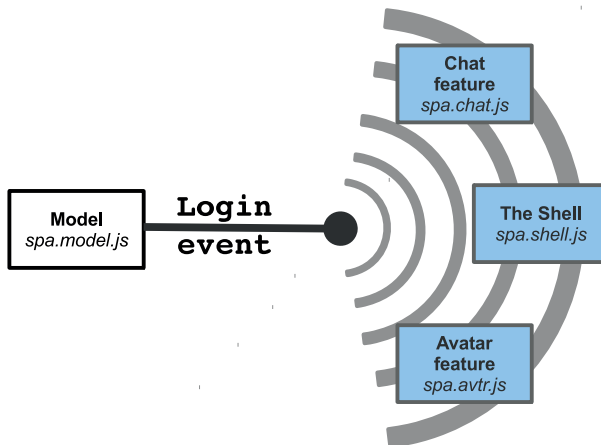 Chat
feature
spa.chat.js
Login
event
Model
spa.model.js
The Shell
spa.shell.js
Avatar
feature
spa.avtr.js